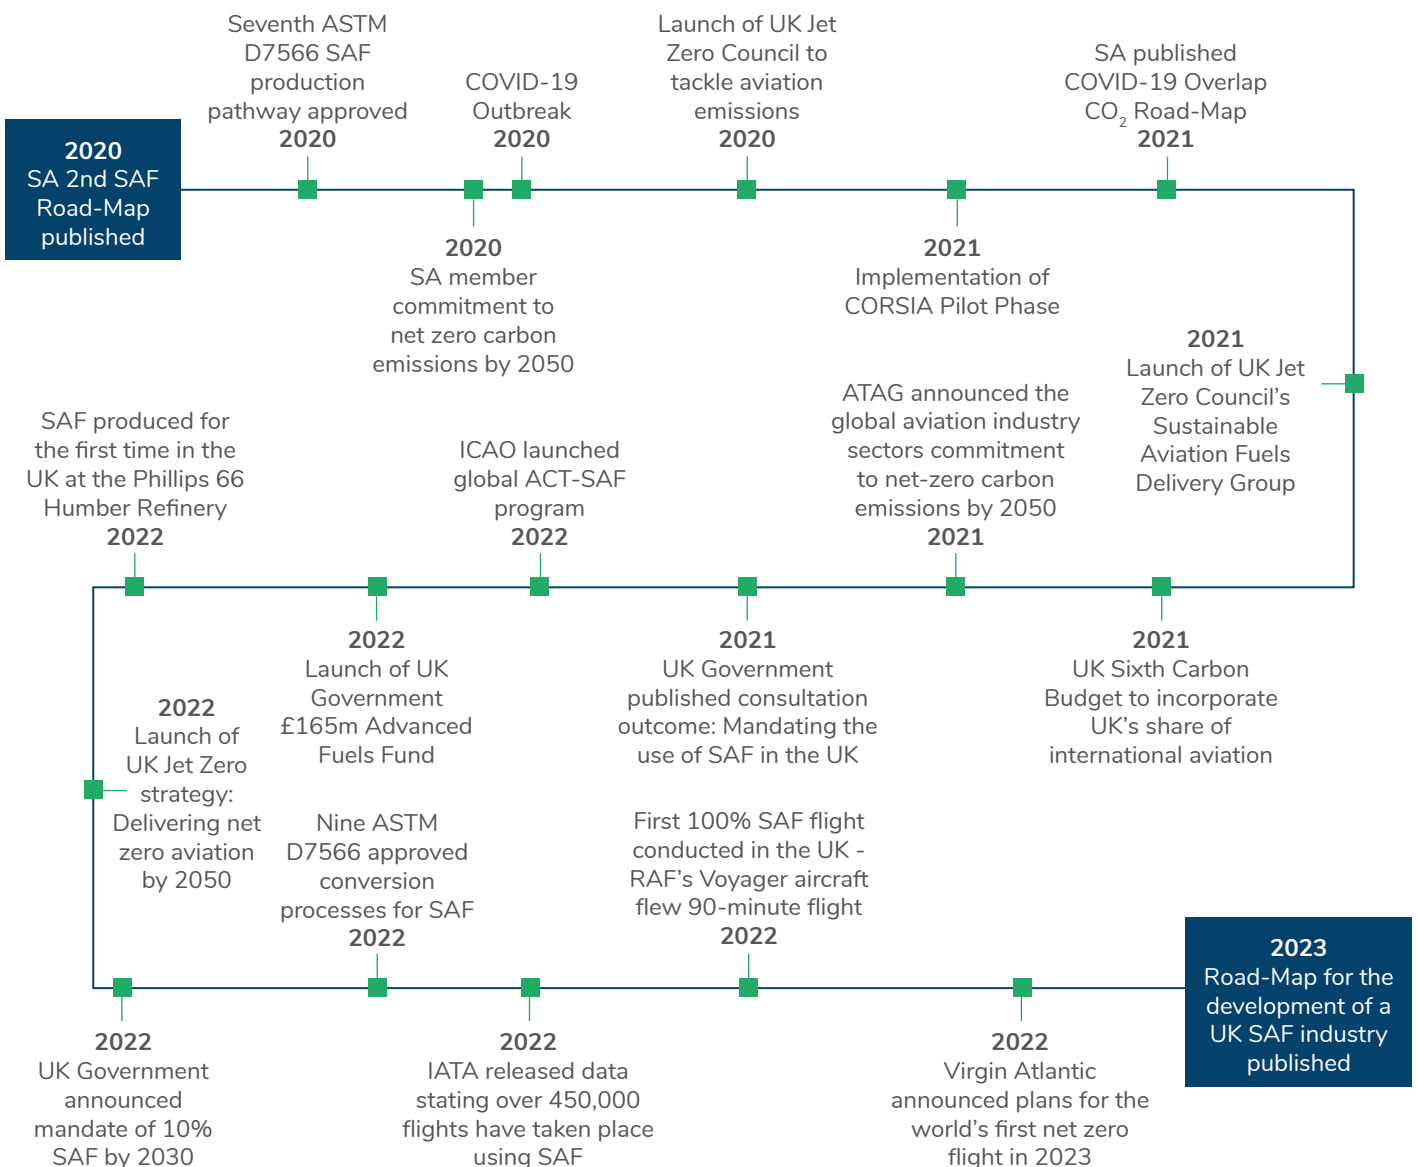 2020
SA 2nd SAF
Road-Map
published
Seventh ASTM
D7566 SAF
production
pathway approved
2020
2020
SA member
commitment to
net zero carbon
emissions by 2050
COVID-19
Outbreak
2020
Launch of UK Jet
Zero Council to
tackle aviation
emissions
2020
2021
Implementation of
CORSIA Pilot Phase
SA published
COVID-19 Overlap
CO₂ Road-Map
2021
2021
Launch of UK Jet
Zero Council’s
Sustainable
Aviation Fuels
Delivery Group
2021
UK Sixth Carbon
Budget to incorporate
UK’s share of
international aviation
ATAG announced the
global aviation industry
sectors commitment
to net-zero carbon
emissions by 2050
2021
2021
UK Government
published consultation
outcome: Mandating the
use of SAF in the UK
ICAO launched
global ACT-SAF
program
2022
2022
Launch of UK
Government
£165m Advanced
Fuels Fund
SAF produced for
the first time in the
UK at the Phillips 66
Humber Refinery
2022
2022
Launch of
UK Jet Zero
strategy:
Delivering net
zero aviation
by 2050
2022
UK Government
announced
mandate of 10%
SAF by 2030
Nine ASTM
D7566 approved
conversion
processes for SAF
2022
2022
IATA released data
stating over 450,000
flights have taken place
using SAF
First 100% SAF flight
conducted in the UK -
RAF’s Voyager aircraft
flew 90-minute flight
2022
2022
Virgin Atlantic
announced plans for the
world’s first net zero
flight in 2023
2023
Road-Map for the
development of a
UK SAF industry
published